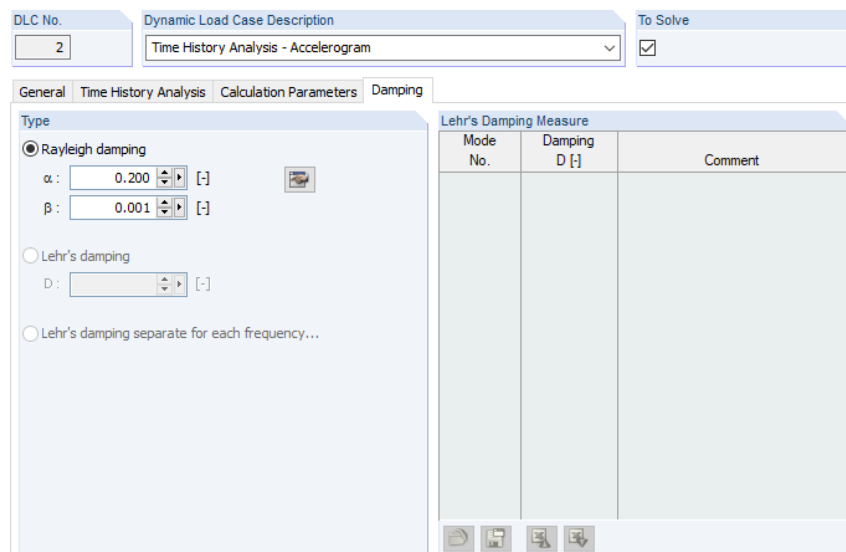 DLC No.
Dynamic Load Case Description
To Solve
2
Time History Analysis - Accelerogram
General
Time History Analysis
Calculation Parameters
Damping
Type
Rayleigh damping
α :
0.200
[-]
β :
0.001
[-]
Lehr's damping
D :
[-]
Lehr's damping separate for each frequency...
Lehr's Damping Measure
Mode
No.
Damping
D [-]
Comment